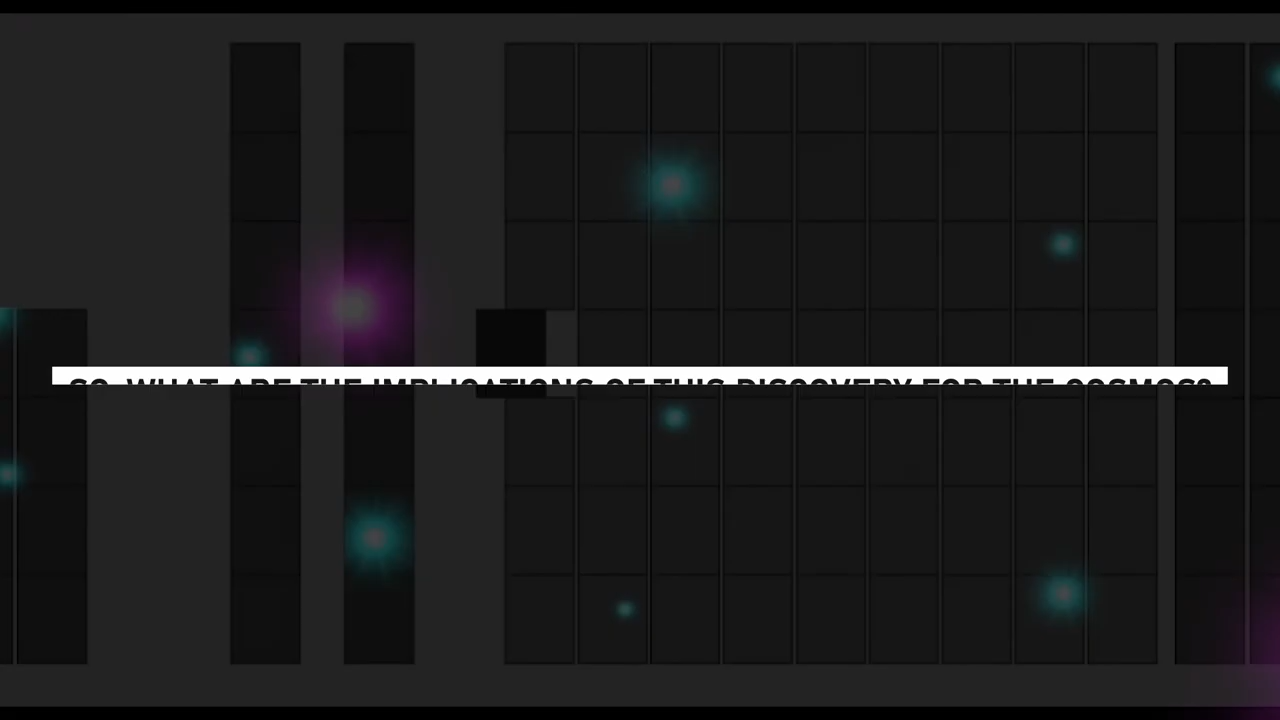 SO, WHAT ARE THE IMPLICATIONS OF THIS DISCOVERY FOR THE COSMOS?